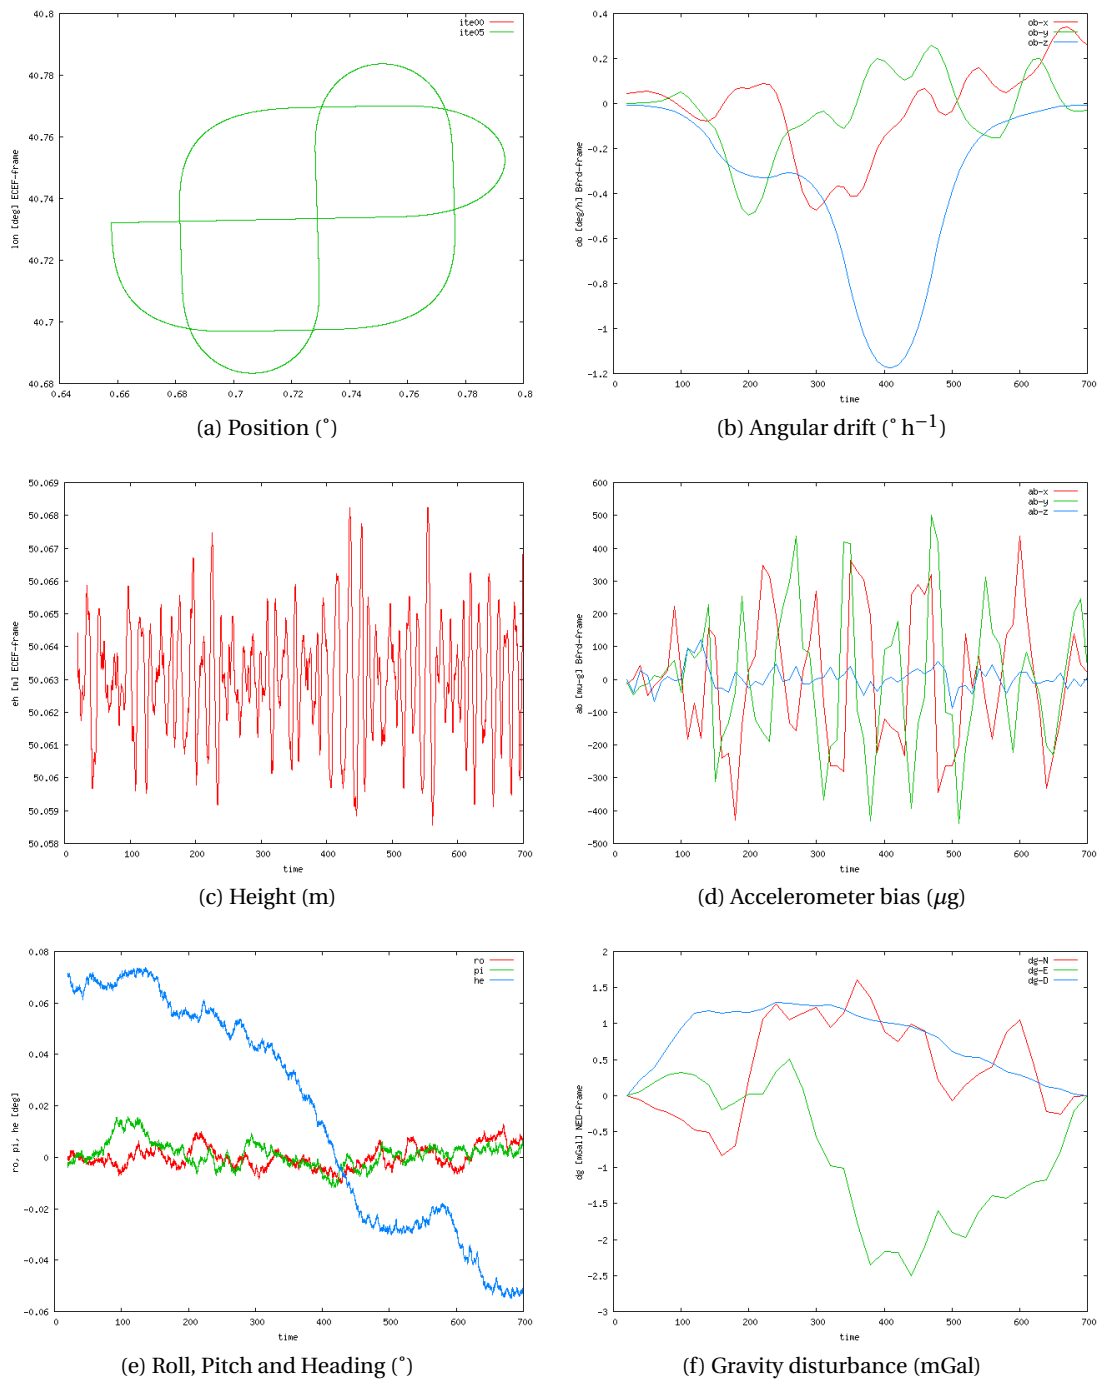 40.8
40.78
40.76
40.74
40.72
40.7
40.68
0.64 0.66 0.68 0.7 0.72 0.74 0.76 0.78 0.8
lon [deg] ECEF-frame
ite00
ite05
(a) Position (°)
0.4
0.2
0
-0.2
-0.4
-0.6
-0.8
-1
-1.2
0 100 200 300 400 500 600 700
time
ob [deg/h] Bfrd-frame
ob-x
ob-y
ob-z
(b) Angular drift (° h−1)
50.069
50.068
50.067
50.066
50.065
50.064
50.063
50.062
50.061
50.06
50.059
50.058
0 100 200 300 400 500 600 700
time
eh [m] ECEF-frame
(c) Height (m)
600
500
400
300
200
100
0
-100
-200
-300
-400
-500
0 100 200 300 400 500 600 700
time
ab [mu-g] Bfrd-frame
ab-x
ab-y
ab-z
(d) Accelerometer bias (μg)
0.08
0.06
0.04
0.02
0
-0.02
-0.04
-0.06
0 100 200 300 400 500 600 700
time
ro, pi, he [deg]
ro
pi
he
(e) Roll, Pitch and Heading (°)
2
1.5
1
0.5
0
-0.5
-1
-1.5
-2
-2.5
-3
0 100 200 300 400 500 600 700
time
dg [mGal] NED-frame
dg-N
dg-E
dg-D
(f) Gravity disturbance (mGal)